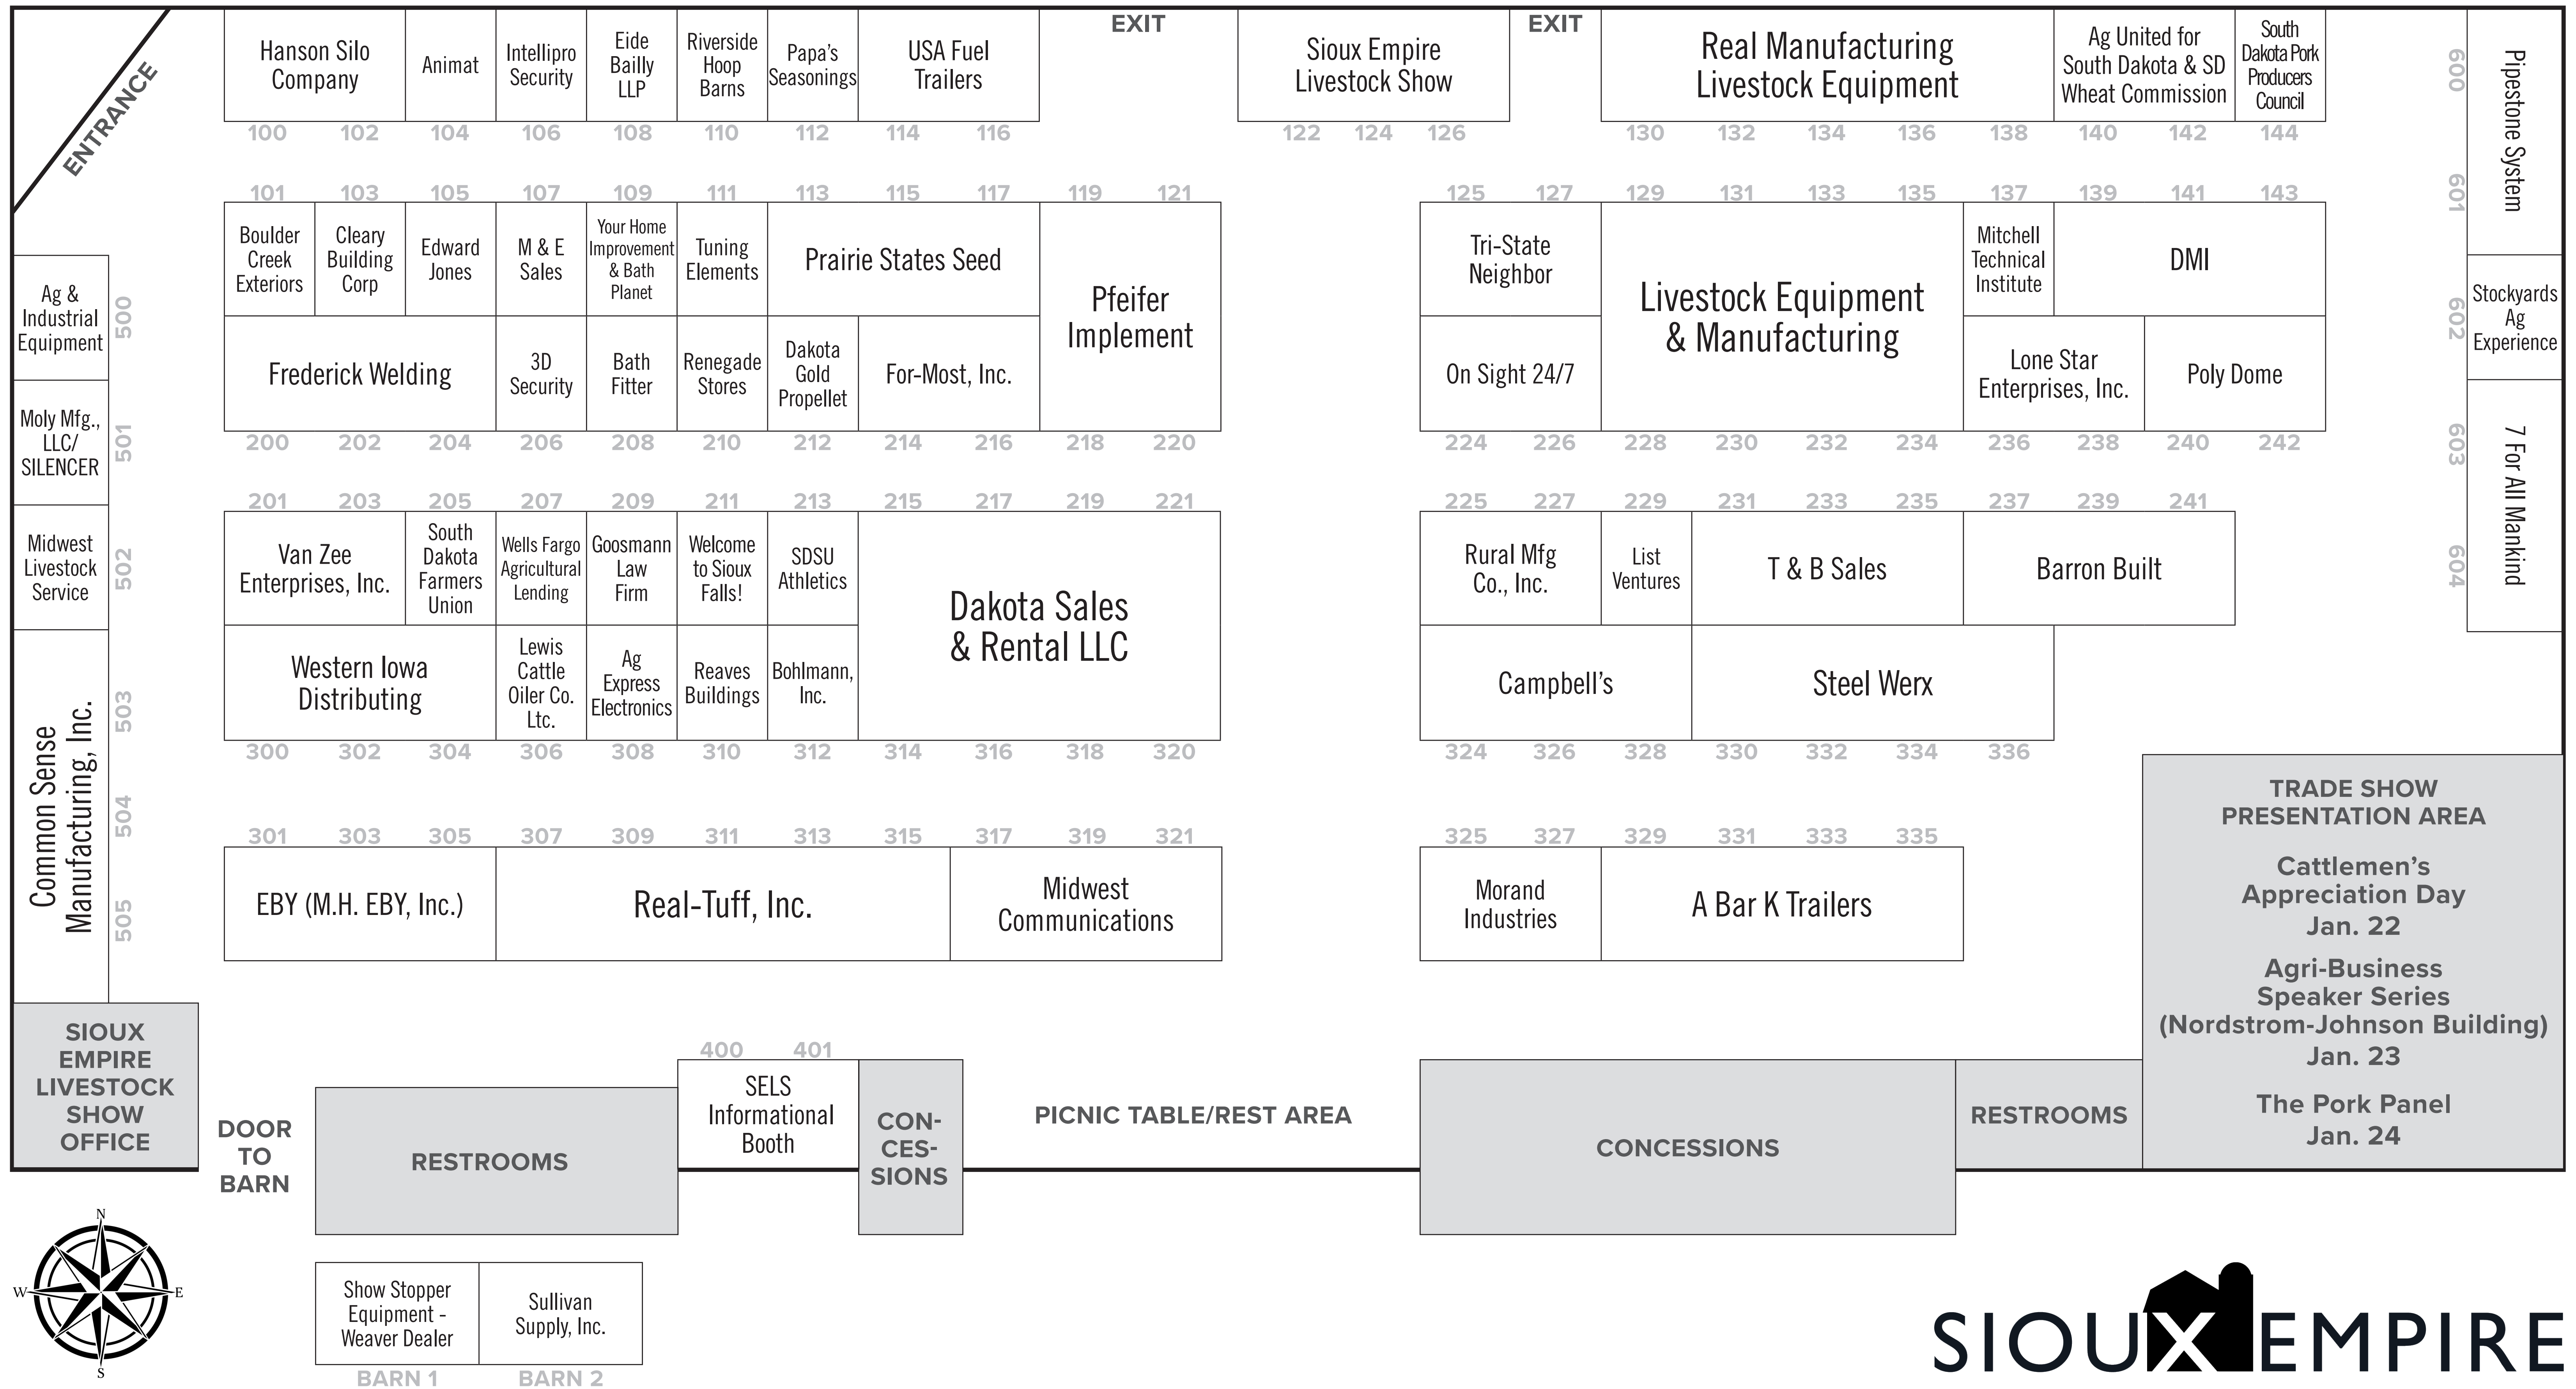 ENTRANCE
Hanson Silo
Company
Animat
Intellipro
Security
Eide
Bailly
LLP
Riverside
Hoop
Barns
Papa's
Seasonings
USA Fuel
Trailers
EXIT
Sioux Empire
Livestock Show
EXIT
Real Manufacturing
Livestock Equipment
Ag United for
South Dakota & SD
Wheat Commission
South
Dakota Pork
Producers
Council
100 102 104 106 108 110 112 114 116 122 124 126 130 132 134 136 138 140 142 144
600
601
Pipestone System
602
Stockyards
Ag
Experience
603
604
7 For All Mankind
101 103 105 107 109 111 113 115 117 119 121 125 127 129 131 133 135 137 139 141 143
Boulder
Creek
Exteriors
Cleary
Building
Corp
Edward
Jones
M & E
Sales
Your Home
Improvement
& Bath
Planet
Tuning
Elements
Prairie States Seed
Pfeifer
Implement
Tri-State
Neighbor
Livestock Equipment
& Manufacturing
Mitchell
Technical
Institute
DMI
Frederick Welding
3D
Security
Bath
Fitter
Renegade
Stores
Dakota
Gold
Propellet
For-Most, Inc.
On Sight 24/7
Lone Star
Enterprises, Inc.
Poly Dome
200 202 204 206 208 210 212 214 216 218 220 224 226 228 230 232 234 236 238 240 242
Ag &
Industrial
Equipment
500
Moly Mfg.,
LLC/
SILENCER
501
Midwest
Livestock
Service
502
Common Sense
Manufacturing, Inc.
503
504
505
201 203 205 207 209 211 213 215 217 219 221 225 227 229 231 233 235 237 239 241
Van Zee
Enterprises, Inc.
South
Dakota
Farmers
Union
Wells Fargo
Agricultural
Lending
Goosmann
Law
Firm
Welcome
to Sioux
Falls!
SDSU
Athletics
Dakota Sales
& Rental LLC
Rural Mfg
Co., Inc.
List
Ventures
T & B Sales
Barron Built
Western Iowa
Distributing
Lewis
Cattle
Oiler Co.
Ltc.
Ag
Express
Electronics
Reaves
Buildings
Bohlmann,
Inc.
Campbell's
Steel Werx
300 302 304 306 308 310 312 314 316 318 320 324 326 328 330 332 334 336
301 303 305 307 309 311 313 315 317 319 321 325 327 329 331 333 335
EBY (M.H. EBY, Inc.)
Real-Tuff, Inc.
Midwest
Communications
Morand
Industries
A Bar K Trailers
TRADE SHOW
PRESENTATION AREA
Cattlemen's
Appreciation Day
Jan. 22
Agri-Business
Speaker Series
(Nordstrom-Johnson Building)
Jan. 23
The Pork Panel
Jan. 24
SIOUX
EMPIRE
LIVESTOCK
SHOW
OFFICE
DOOR
TO
BARN
RESTROOMS
400 401
SELS
Informational
Booth
CON-
CES-
SIONS
PICNIC TABLE/REST AREA
CONCESSIONS
RESTROOMS
N
W
E
S
Show Stopper
Equipment -
Weaver Dealer
Sullivan
Supply, Inc.
BARN 1
BARN 2
SIOUX EMPIRE